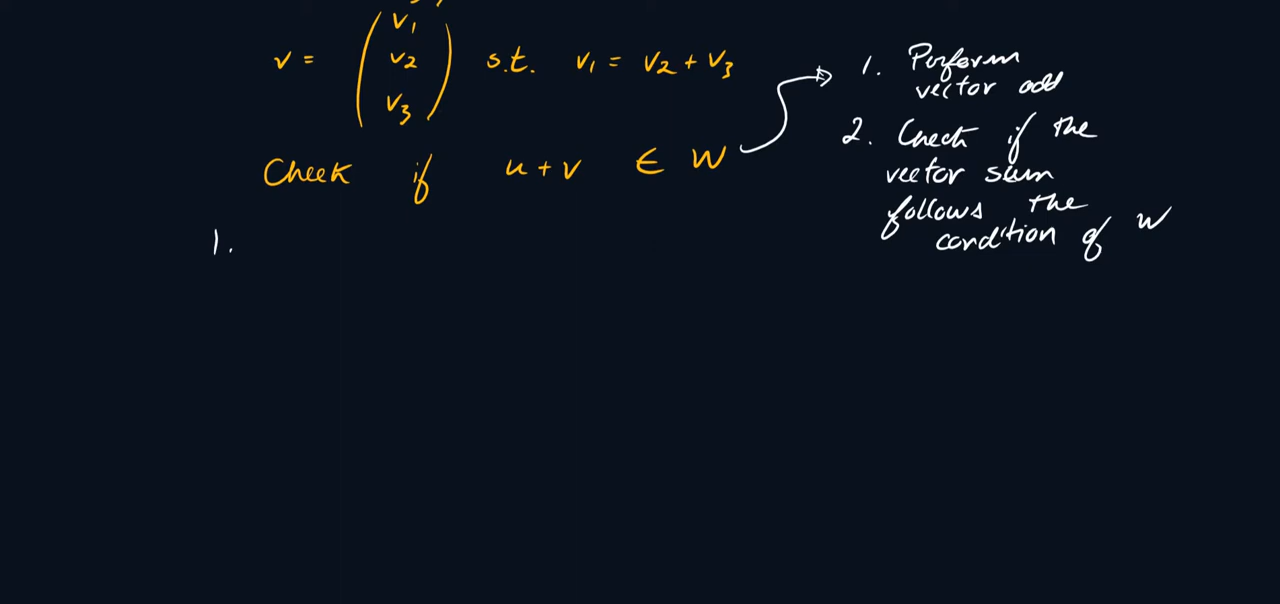 v = ( v1 v2 v3 ) s.t. v1 = v2 + v3
Check if u + v ∈ W
1. Perform
vector add
2. Check if the
vector sum
follows the
condition of W
1.